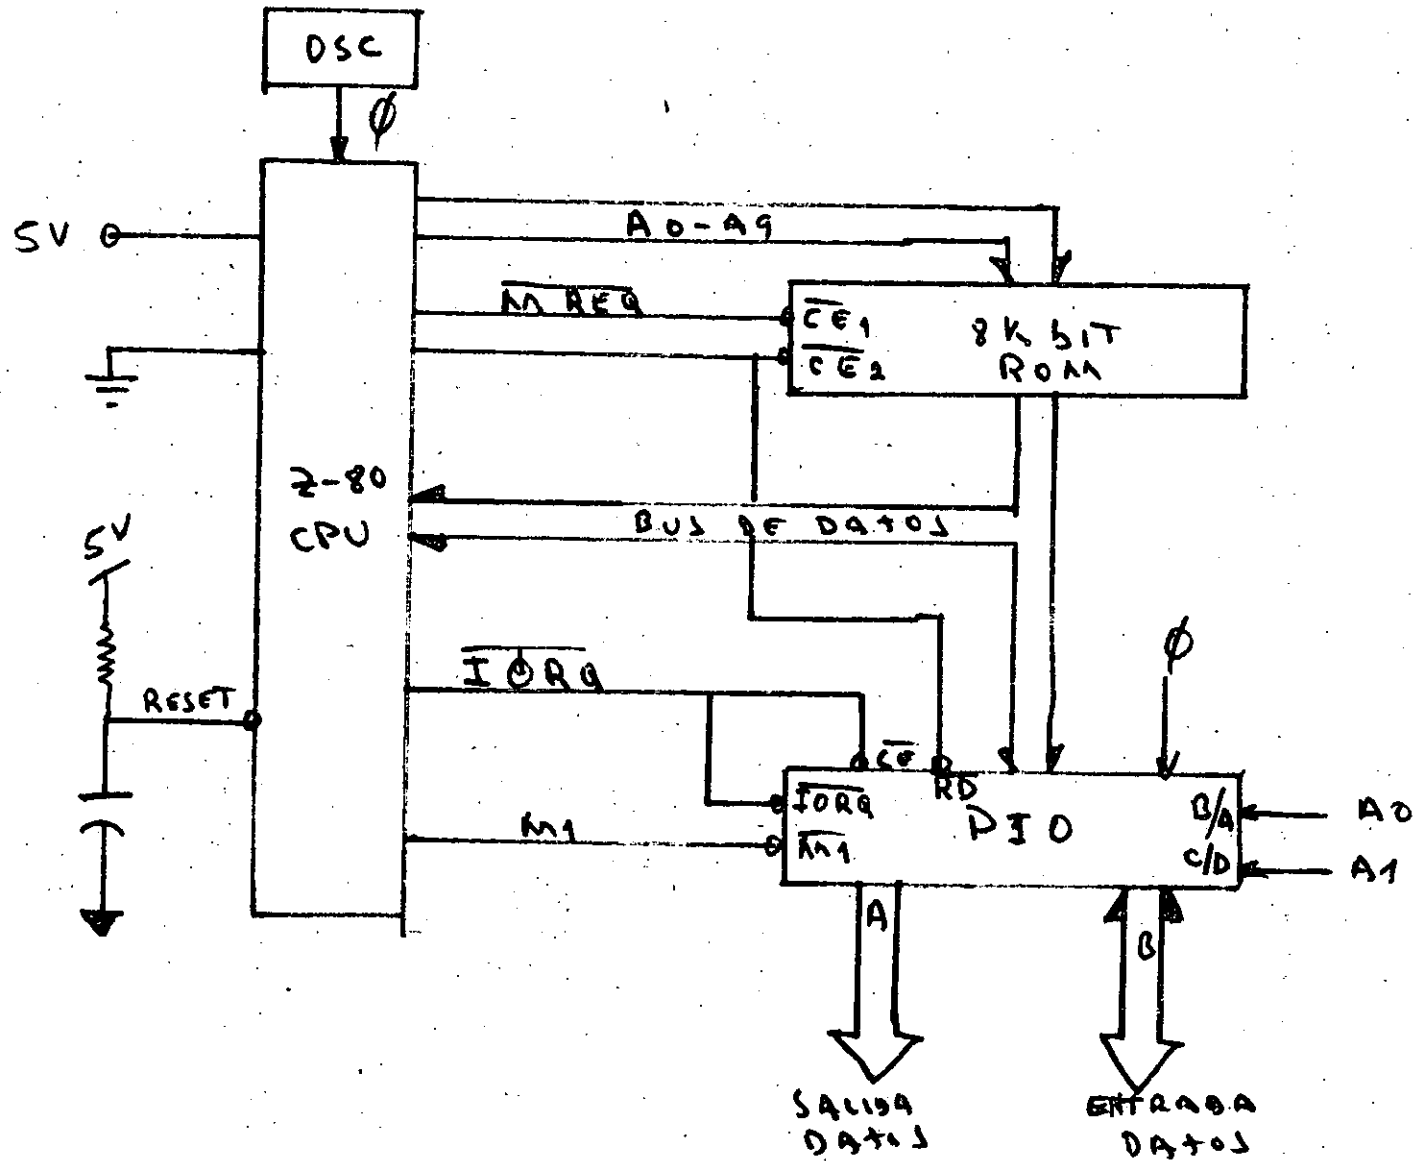 OSC
φ
5V
A0-A9
MREQ
CE1
CE2
8K bIT
ROM
Z-80
CPU
BUS DE DATOS
5V
RESET
IORQ
φ
CE
RD
IORQ
PIO
B/A
A0
M1
M1
C/D
A1
A
B
SALIDA
DATOS
ENTRADA
DATOS